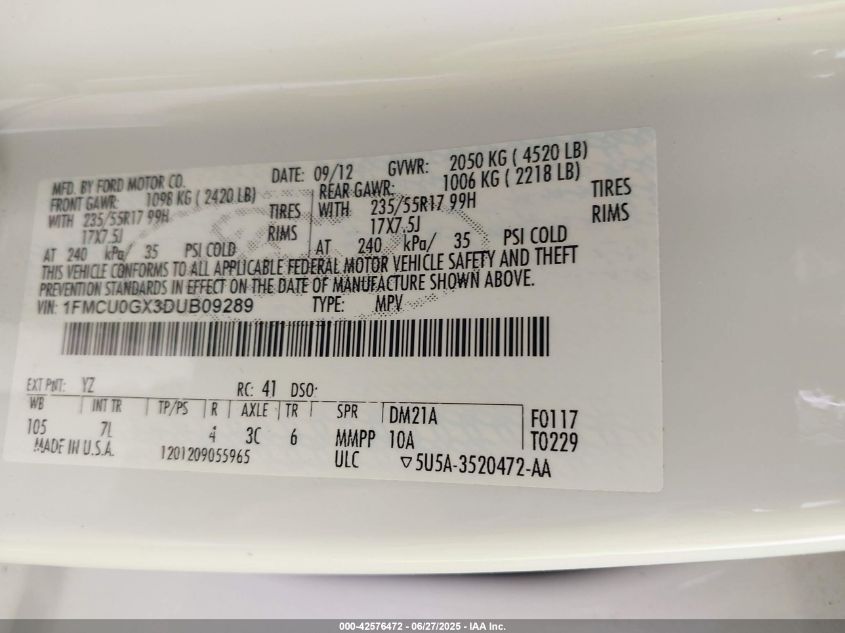 MFD. BY FORD MOTOR CO. DATE: 09/12 GVWR: 2050 KG ( 4520 LB)
FRONT GAWR: 1098 KG ( 2420 LB) REAR GAWR: 1006 KG ( 2218 LB)
WITH 235/55R17 99H TIRES WITH 235/55R17 99H TIRES
17X7.5J RIMS 17X7.5J RIMS
AT 240 kPa/ 35 PSI COLD AT 240 kPa/ 35 PSI COLD
THIS VEHICLE CONFORMS TO ALL APPLICABLE FEDERAL MOTOR VEHICLE SAFETY AND THEFT
PREVENTION STANDARDS IN EFFECT ON THE DATE OF MANUFACTURE SHOWN ABOVE.
VIN: 1FMCU0GX3DUB09289 TYPE: MPV
EXT PNT: YZ RC: 41 DSO:
WB INT TR TP/PS R AXLE TR SPR DM21A F0117
105 7L 4 3C 6 MMPP 10A T0229
MADE IN U.S.A. 1201209055965 ULC ▽5U5A-3520472-AA
000-42576472 - 06/27/2025 - IAA Inc.